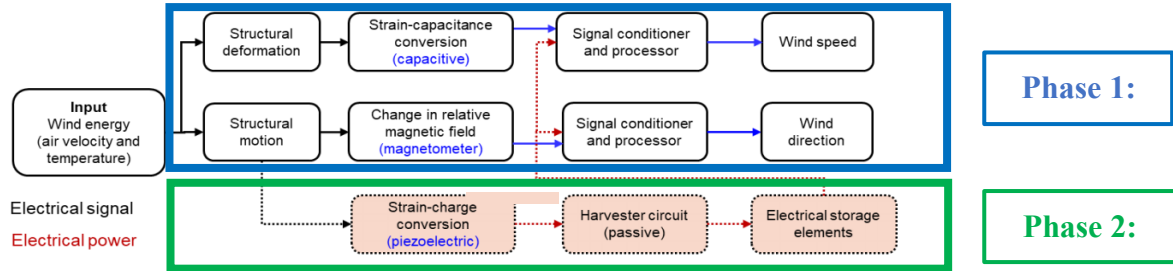 Input
Wind energy
(air velocity and
temperature)
Structural
deformation
Strain-capacitance
conversion
(capacitive)
Signal conditioner
and processor
Wind speed
Structural
motion
Change in relative
magnetic field
(magnetometer)
Signal conditioner
and processor
Wind
direction
Phase 1:
Electrical signal
Electrical power
Strain-charge
conversion
(piezoelectric)
Harvester circuit
(passive)
Electrical storage
elements
Phase 2: